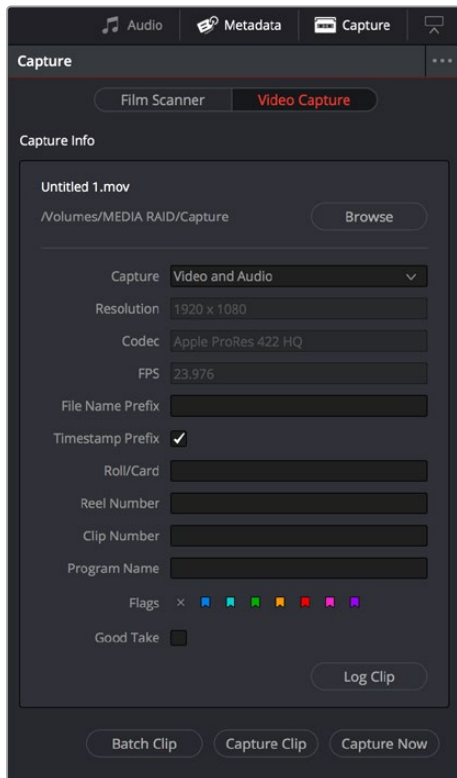 Audio Metadata Capture
Capture
Film Scanner Video Capture
Capture Info
Untitled 1.mov
/Volumes/MEDIA RAID/Capture Browse
Capture Video and Audio
Resolution 1920 x 1080
Codec Apple ProRes 422 HQ
FPS 23.976
File Name Prefix
Timestamp Prefix
Roll/Card
Reel Number
Clip Number
Program Name
Flags
Good Take
Log Clip
Batch Clip Capture Clip Capture Now